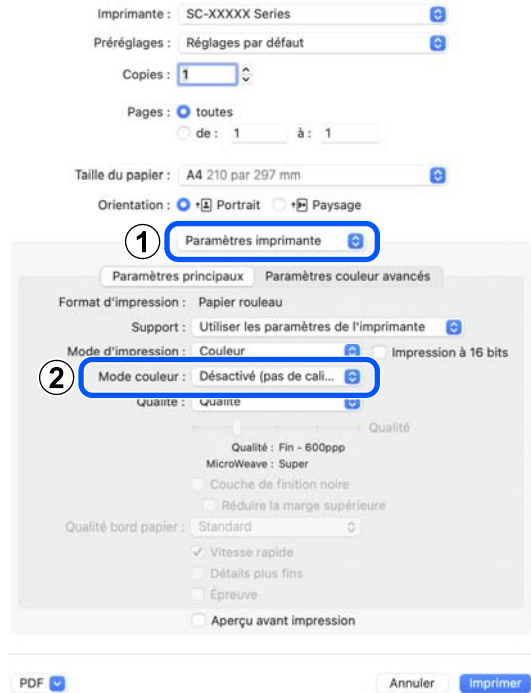 Imprimante : SC-XXXXX Series
Préréglages : Réglages par défaut
Copies : 1
Pages : toutes
de : 1 à : 1
Taille du papier : A4 210 par 297 mm
Orientation : Portrait Paysage
1 Paramètres imprimante
Paramètres principaux Paramètres couleur avancés
Format d'impression : Papier rouleau
Support : Utiliser les paramètres de l'imprimante
Mode d'impression : Couleur Impression à 16 bits
2 Mode couleur : Désactivé (pas de cali...
Qualité : Qualité
Qualité
Qualité : Fin - 600ppp
MicroWeave : Super
Couche de finition noire
Réduire la marge supérieure
Qualité bord papier : Standard
Vitesse rapide
Détails plus fins
Épreuve
Aperçu avant impression
PDF Annuler Imprimer